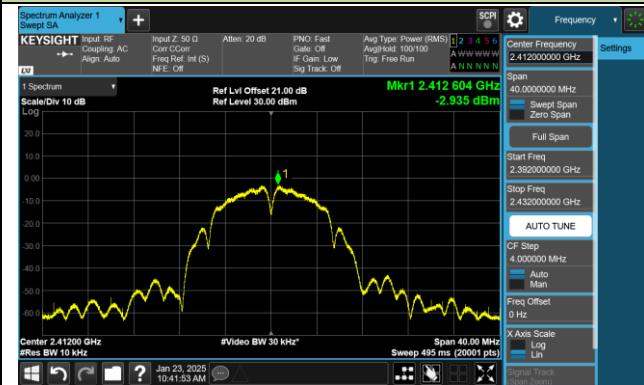 Spectrum Analyzer 1
Swept SA
SCPI
Frequency
KEYSIGHT
Input: RF
Coupling: AC
Align: Auto
Input Z: 50 Ω
Corr CCorr
Freq Ref: Int (S)
NFE: Off
Atten: 20 dB
PNO: Fast
Gate: Off
IF Gain: Low
Sig Track: Off
Avg Type: Power (RMS)
Avg|Hold: 100/100
Trig: Free Run
1 2 3 4 5 6
A W W W W W
A N N N N N
LXI
1 Spectrum
Scale/Div 10 dB
Ref Lvl Offset 21.00 dB
Ref Level 30.00 dBm
Mkr1 2.412 604 GHz
-2.935 dBm
Log
20.0
10.0
0.00
-10.0
-20.0
-30.0
-40.0
-50.0
-60.0
1
Center 2.41200 GHz
#Res BW 10 kHz
#Video BW 30 kHz*
Span 40.00 MHz
Sweep 495 ms (20001 pts)
Center Frequency
2.412000000 GHz
Settings
Span
40.0000000 MHz
Swept Span
Zero Span
Full Span
Start Freq
2.392000000 GHz
Stop Freq
2.432000000 GHz
AUTO TUNE
CF Step
4.000000 MHz
Auto
Man
Freq Offset
0 Hz
X Axis Scale
Log
Lin
Signal Track
(Span Zoom)
?
Jan 23, 2025
10:41:53 AM